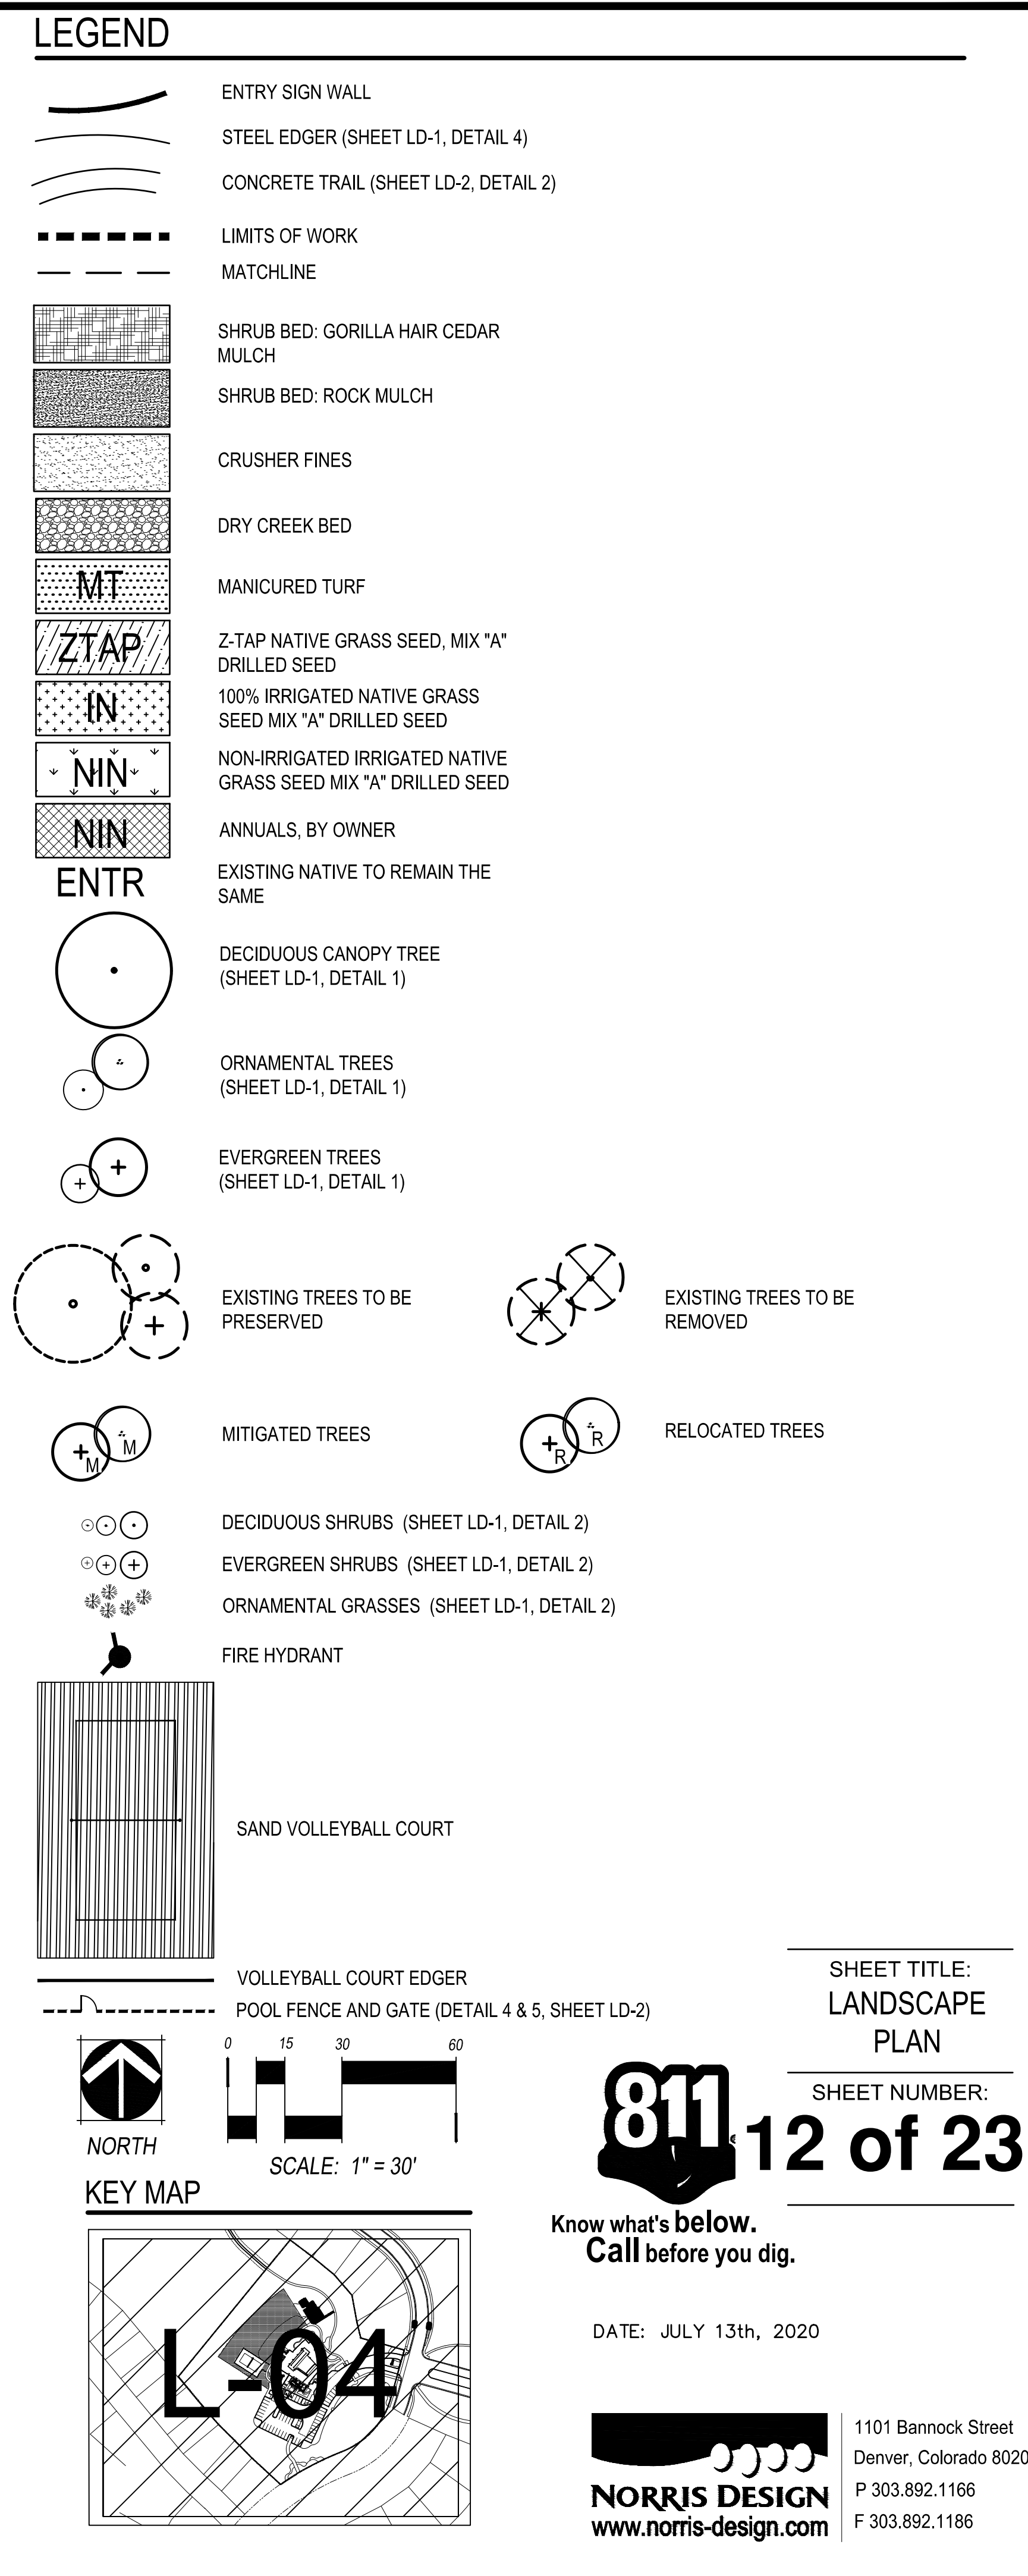 LEGEND
ENTRY SIGN WALL
STEEL EDGER (SHEET LD-1, DETAIL 4)
CONCRETE TRAIL (SHEET LD-2, DETAIL 2)
LIMITS OF WORK
MATCHLINE
SHRUB BED: GORILLA HAIR CEDAR
MULCH
SHRUB BED: ROCK MULCH
CRUSHER FINES
DRY CREEK BED
MT
MANICURED TURF
ZTAP
Z-TAP NATIVE GRASS SEED, MIX "A"
DRILLED SEED
IN
100% IRRIGATED NATIVE GRASS
SEED MIX "A" DRILLED SEED
NIN
NON-IRRIGATED IRRIGATED NATIVE
GRASS SEED MIX "A" DRILLED SEED
NIN
ANNUALS, BY OWNER
ENTR
EXISTING NATIVE TO REMAIN THE
SAME
DECIDUOUS CANOPY TREE
(SHEET LD-1, DETAIL 1)
ORNAMENTAL TREES
(SHEET LD-1, DETAIL 1)
EVERGREEN TREES
(SHEET LD-1, DETAIL 1)
EXISTING TREES TO BE
PRESERVED
EXISTING TREES TO BE
REMOVED
M
M
MITIGATED TREES
R
R
RELOCATED TREES
DECIDUOUS SHRUBS (SHEET LD-1, DETAIL 2)
EVERGREEN SHRUBS (SHEET LD-1, DETAIL 2)
ORNAMENTAL GRASSES (SHEET LD-1, DETAIL 2)
FIRE HYDRANT
SAND VOLLEYBALL COURT
VOLLEYBALL COURT EDGER
POOL FENCE AND GATE (DETAIL 4 & 5, SHEET LD-2)
SHEET TITLE:
LANDSCAPE
PLAN
SHEET NUMBER:
12 of 23
0 15 30 60
NORTH
SCALE: 1" = 30'
811
Know what's below.
Call before you dig.
KEY MAP
L-04
DATE: JULY 13th, 2020
NORRIS DESIGN
www.norris-design.com
1101 Bannock Street
Denver, Colorado 8020
P 303.892.1166
F 303.892.1186